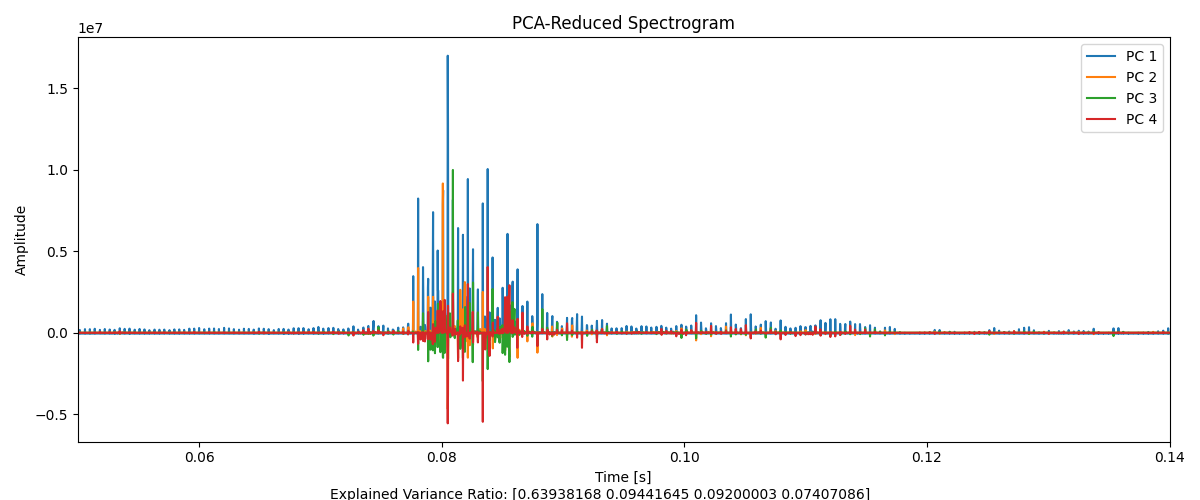 PCA-Reduced Spectrogram
1e7
PC 1
PC 2
PC 3
PC 4
1.5
1.0
0.5
0.0
−0.5
Amplitude
0.06 0.08 0.10 0.12 0.14
Time [s]
Explained Variance Ratio: [0.63938168 0.09441645 0.09200003 0.07407086]